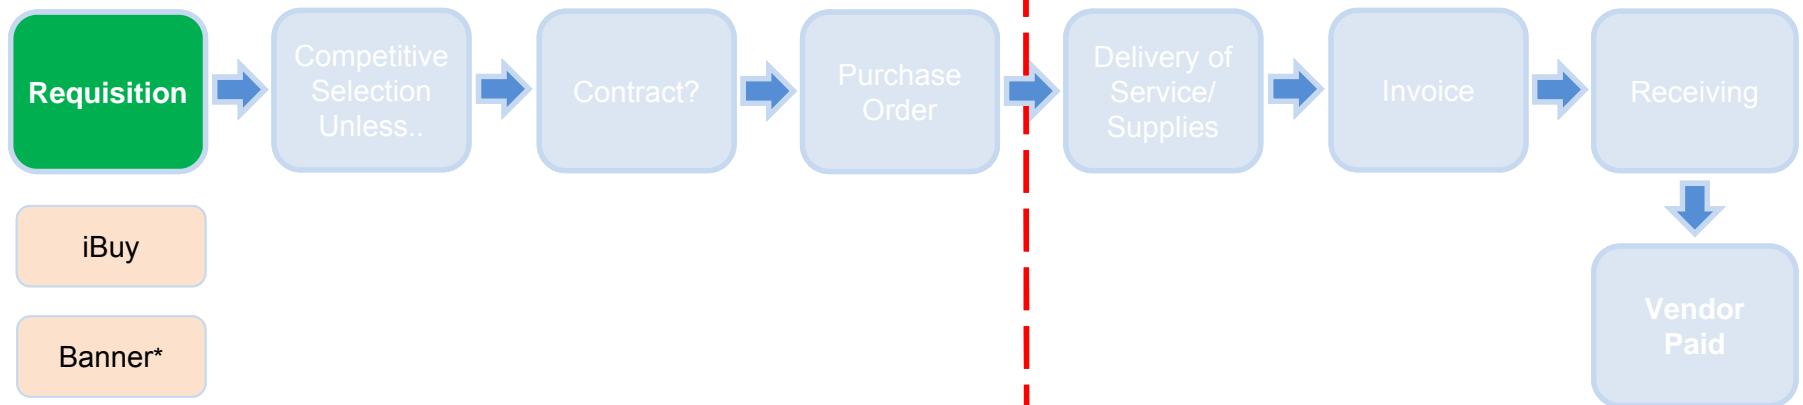 Requisition
Competitive
Selection
Unless..
Contract?
Purchase
Order
Delivery of
Service/
Supplies
Invoice
Receiving
iBuy
Banner*
Vendor
Paid